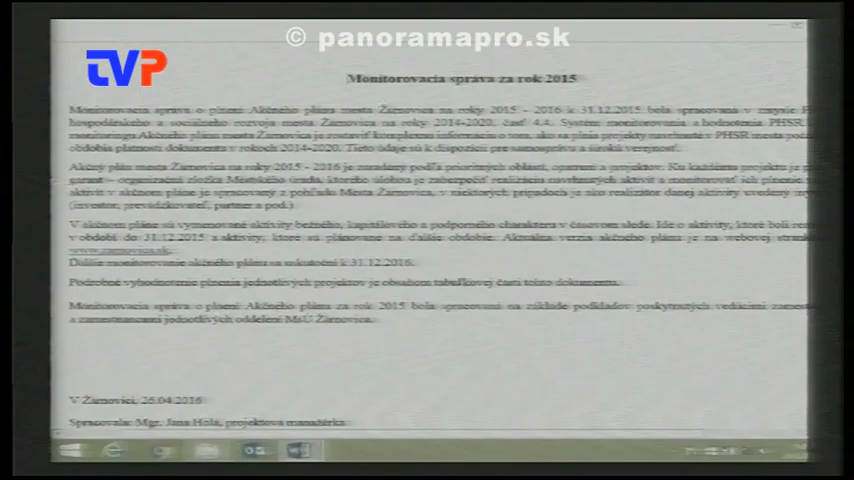 © panoramapro.sk
TVP
Monitorovacia správa za rok 2015
Monitorovacia správa o plnení Akčného plánu mesta Žarnovica na roky 2015 - 2016 k 31.12.2015 bola spracovaná v zmysle
hospodárskeho a sociálneho rozvoja mesta Žarnovica na roky 2014-2020, časť 4.4. Systém monitorovania a hodnotenia PHSR.
monitoringu Akčného plánu mesta Žarnovica je pripraviť komplexnú informáciu o tom, ako sa plnia projekty navrhnuté v PHSR mesta
obdobia platnosti dokumentu v rokoch 2014-2020. Tieto údaje sú k dispozícii pre samosprávu a širokú verejnosť.
Akčný plán mesta Žarnovica na roky 2015 - 2016 je zoradený podľa prioritných oblastí, opatrení a projektov. Ku každému projektu je
garant – organizačná zložka Mestského úradu, ktorého úlohou je zabezpečiť realizáciu navrhnutých aktivít a monitorovať ich plnenie.
aktivít v akčnom pláne je spracovaný z pohľadu Mesta Žarnovica, v niektorých prípadoch je ako realizátor danej aktivity uvedený
(investor, prevádzkovateľ, partner a pod.)
V akčnom pláne sú vymenované aktivity bežného, kapitálového a podporného charakteru v časovom slede. Ide o aktivity, ktoré boli
v období do 31.12.2015 a aktivity, ktoré sú plánované na ďalšie obdobie. Aktuálna verzia akčného plánu je na webovej
www.zarnovica.sk.
Ďalšie monitorovanie akčného plánu sa uskutoční k 31.12.2016.
Podrobné vyhodnotenie plnenia jednotlivých projektov je obsahom tabuľkovej časti tohto dokumentu.
Monitorovacia správa o plnení Akčného plánu za rok 2015 bola spracovaná na základe podkladov poskytnutých vedúcimi
a zamestnancami jednotlivých oddelení MsÚ Žarnovica.
V Žarnovici, 26.04.2016
Spracovala: Mgr. Jana Holá, projektová manažérka